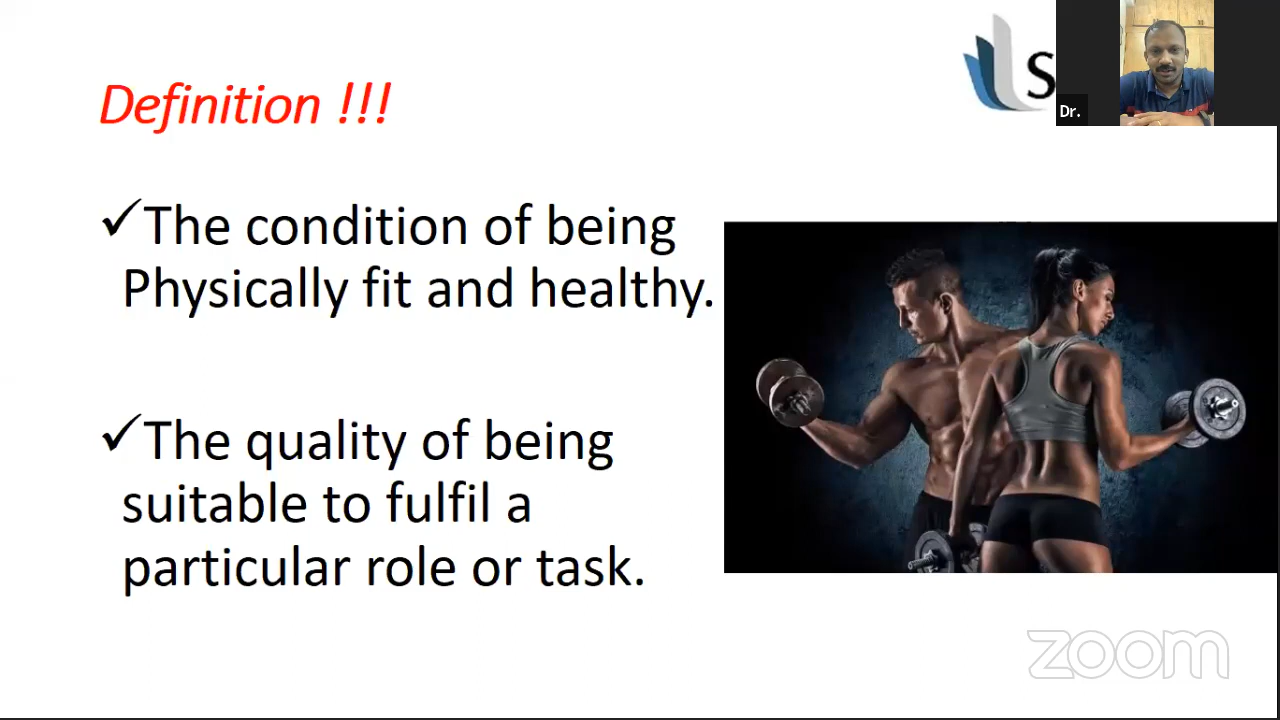 Definition !!!
S
Dr.
✓The condition of being
Physically fit and healthy.
✓The quality of being
suitable to fulfil a
particular role or task.
zoom